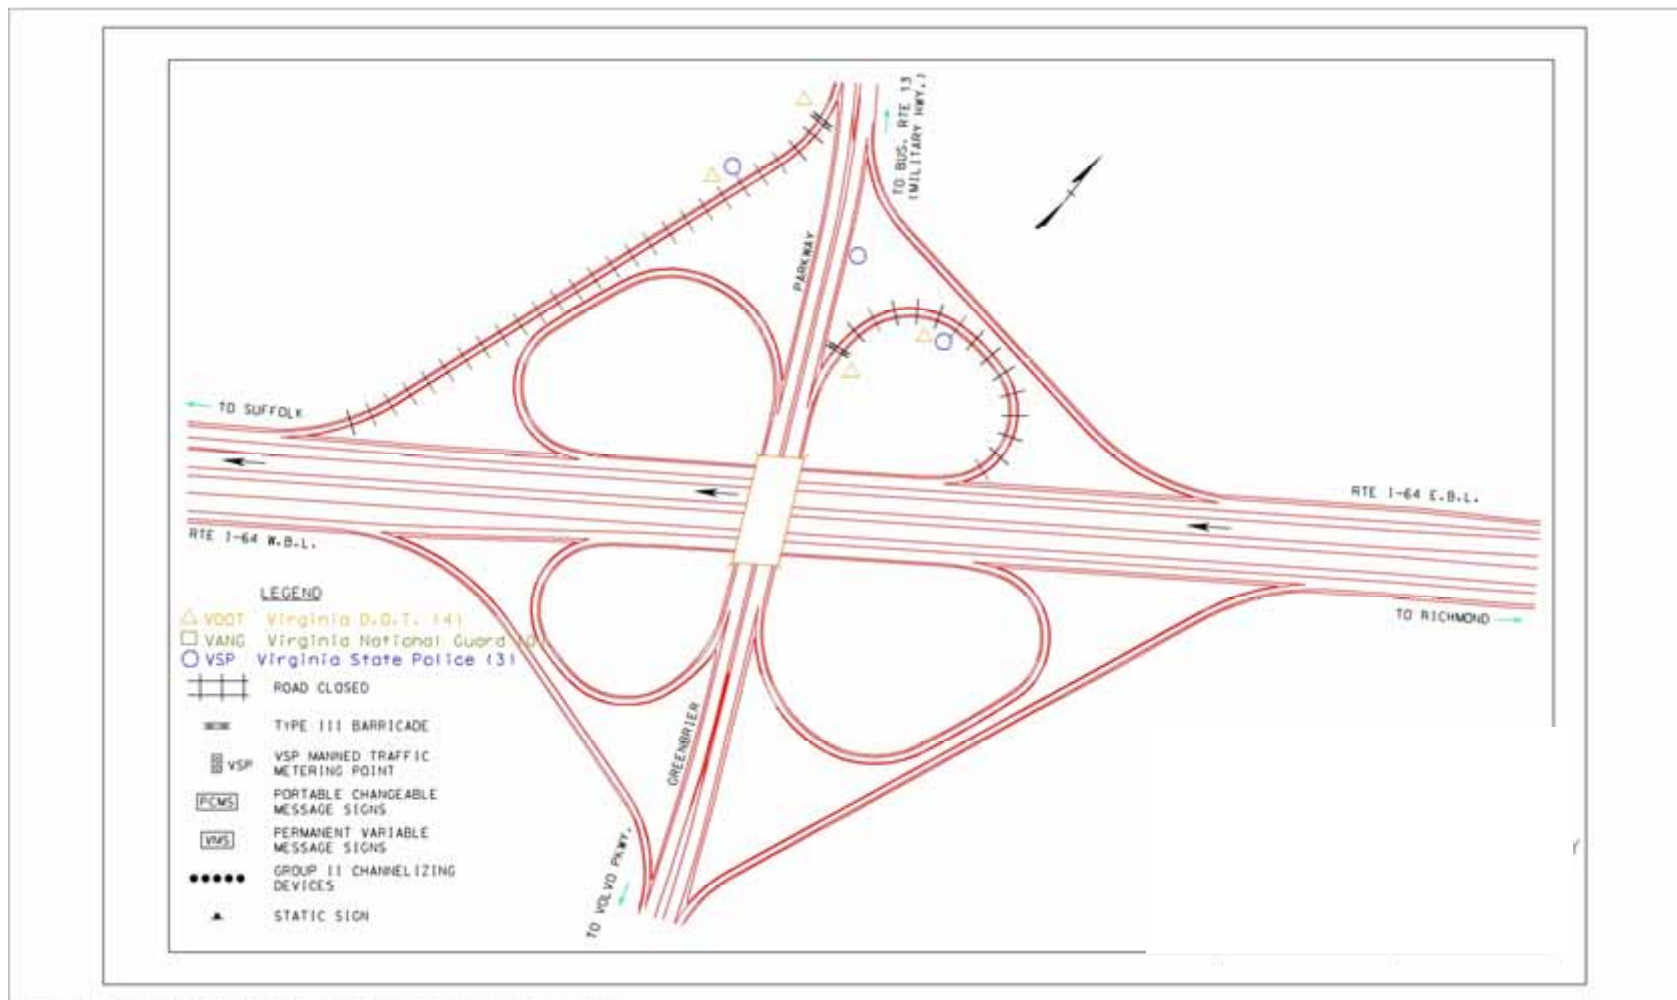 TO BUS. RTE 13
(MILITARY HWY.)
PARKWAY
TO SUFFOLK
RTE I-64 E.B.L.
RTE I-64 W.B.L.
TO RICHMOND
GREENBRIER
TO VOLVO PKWY.
LEGEND
VDOT Virginia D.O.T. (4)
VANG Virginia National Guard (0
VSP Virginia State Police (3)
ROAD CLOSED
TYPE III BARRICADE
VSP
VSP MANNED TRAFFIC
METERING POINT
PCMS
PORTABLE CHANGEABLE
MESSAGE SIGNS
VMS
PERMANENT VARIABLE
MESSAGE SIGNS
GROUP II CHANNELIZING
DEVICES
STATIC SIGN